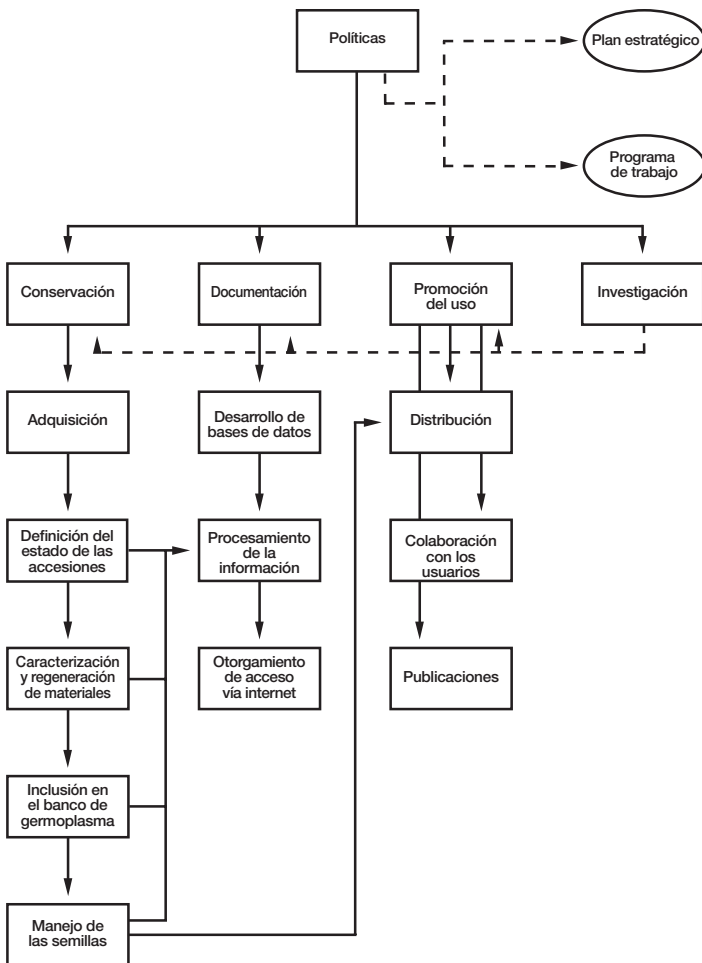 Políticas
Plan estratégico
Programa
de trabajo
Conservación
Documentación
Promoción
del uso
Investigación
Adquisición
Desarrollo de
bases de datos
Distribución
Definición del
estado de las
accesiones
Procesamiento
de la
información
Colaboración
con los
usuarios
Caracterización
y regeneración
de materiales
Otorgamiento
de acceso
vía internet
Publicaciones
Inclusión en
el banco de
germoplasma
Manejo de
las semillas